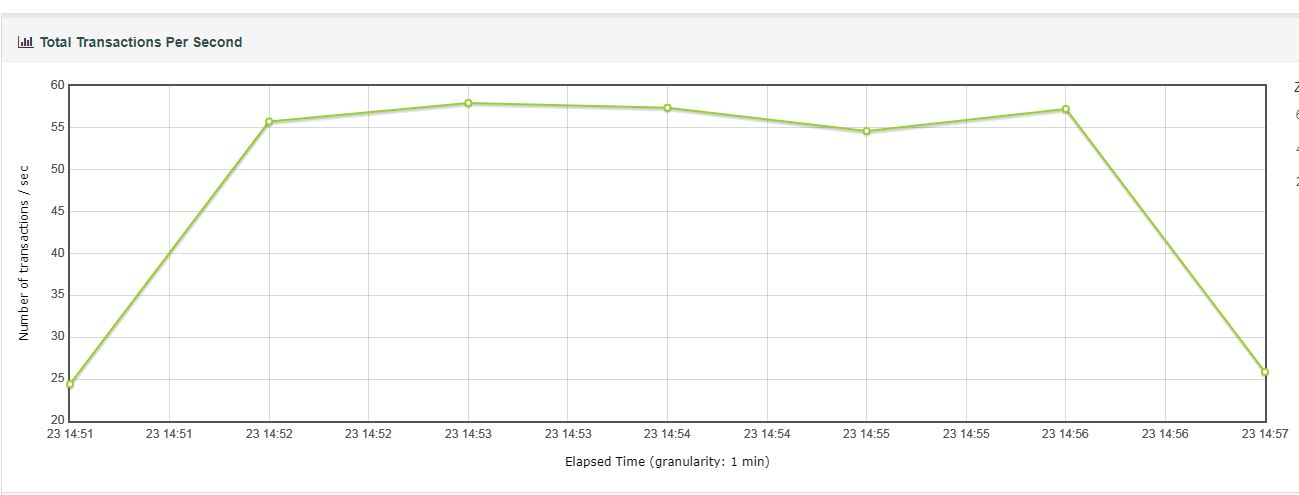 Total Transactions Per Second
60
55
50
45
40
35
30
25
20
Number of transactions / sec
23 14:51 23 14:51 23 14:52 23 14:52 23 14:53 23 14:53 23 14:54 23 14:54 23 14:55 23 14:55 23 14:56 23 14:56 23 14:57
Elapsed Time (granularity: 1 min)